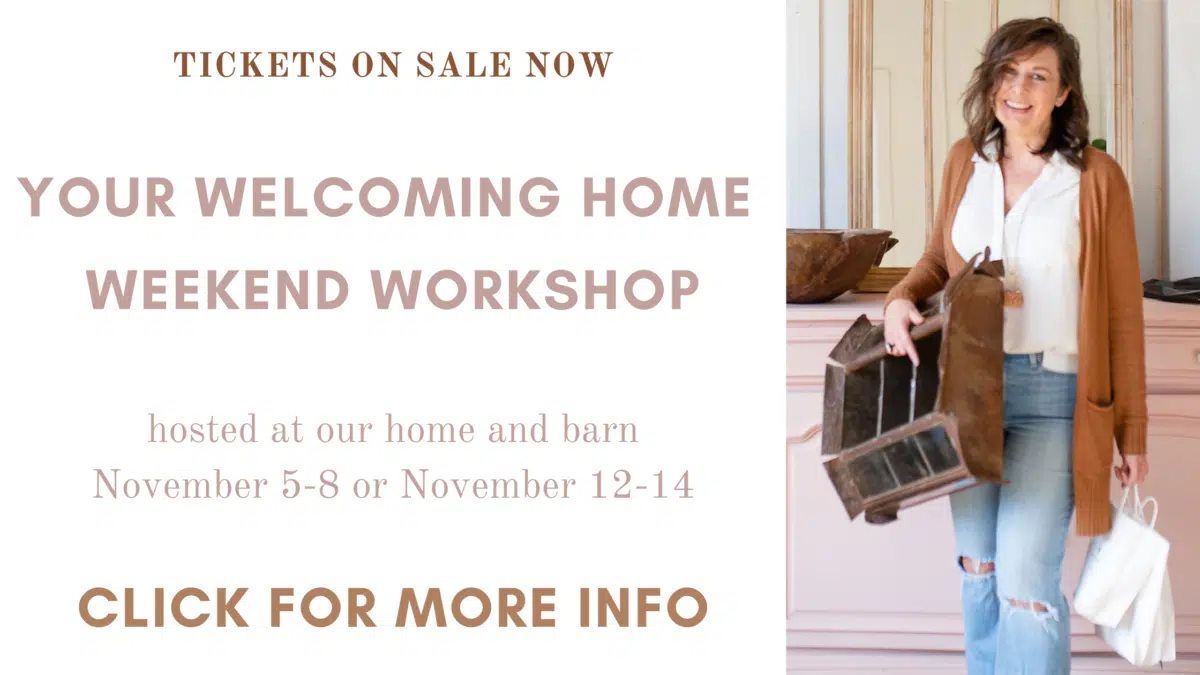 TICKETS ON SALE NOW
YOUR WELCOMING HOME
WEEKEND WORKSHOP
hosted at our home and barn
November 5-8 or November 12-14
CLICK FOR MORE INFO